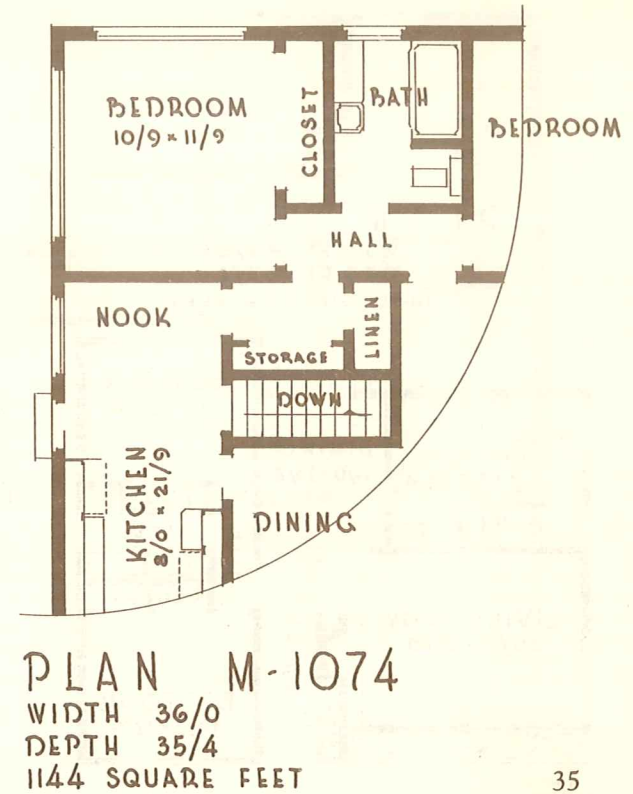 BEDROOM
10/9 × 11/9
CLOSET
BATH
BEDROOM
HALL
NOOK
STORAGE
LINEN
DOWN
KITCHEN
8/0 × 21/9
DINING
PLAN M-1074
WIDTH 36/0
DEPTH 35/4
1144 SQUARE FEET
35